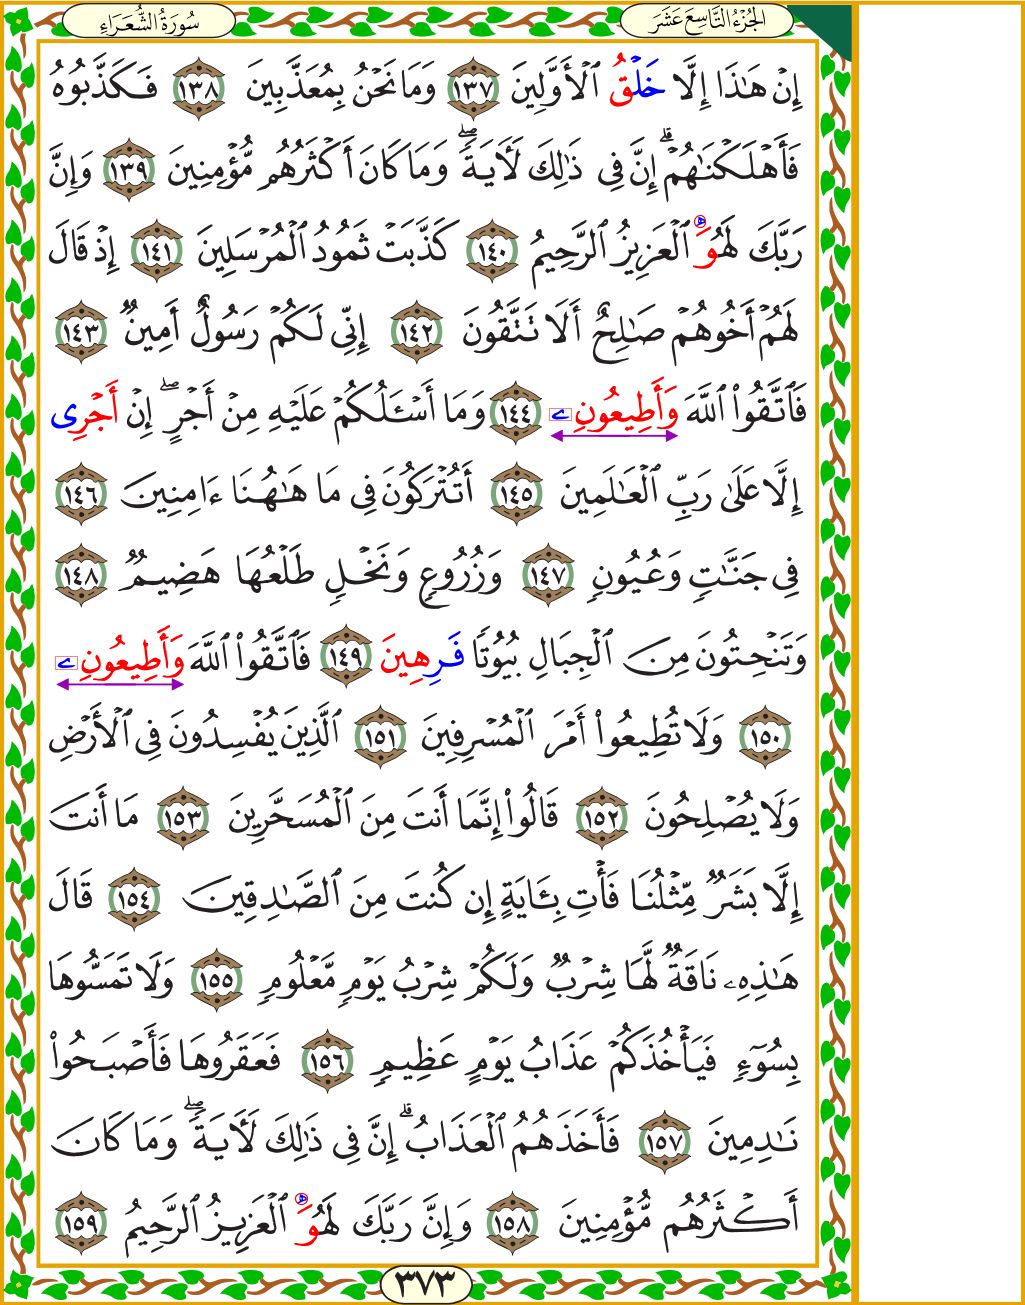 الجُزْءُ التَّاسِعَ عَشَرَ
سُورَةُ الشُّعَرَاءِ
إِنْ هَٰذَا إِلَّا خَلْقُ ٱلْأَوَّلِينَ ١٣٧ وَمَا نَحْنُ بِمُعَذَّبِينَ ١٣٨ فَكَذَّبُوهُ
فَأَهْلَكْنَٰهُمْ ۗ إِنَّ فِى ذَٰلِكَ لَأَيَةً ۖ وَمَا كَانَ أَكْثَرُهُم مُّؤْمِنِينَ ١٣٩ وَإِنَّ
رَبَّكَ لَهُوَ ٱلْعَزِيزُ ٱلرَّحِيمُ ١٤٠ كَذَّبَتْ ثَمُودُ ٱلْمُرْسَلِينَ ١٤١ إِذْ قَالَ
لَهُمْ أَخُوهُمْ صَٰلِحٌ أَلَا تَتَّقُونَ ١٤٢ إِنِّى لَكُمْ رَسُولٌ أَمِينٌ ١٤٣
فَٱتَّقُوا۟ ٱللَّهَ وَأَطِيعُونِۦ ١٤٤ وَمَا أَسْـَٔلُكُمْ عَلَيْهِ مِنْ أَجْرٍ ۖ إِنْ أَجْرِى
إِلَّا عَلَىٰ رَبِّ ٱلْعَٰلَمِينَ ١٤٥ أَتُتْرَكُونَ فِى مَا هَٰهُنَا ءَامِنِينَ ١٤٦
فِى جَنَّٰتٍ وَعُيُونٍ ١٤٧ وَزُرُوعٍ وَنَخْلٍ طَلْعُهَا هَضِيمٌ ١٤٨
وَتَنْحِتُونَ مِنَ ٱلْجِبَالِ بُيُوتًا فَرِهِينَ ١٤٩ فَٱتَّقُوا۟ ٱللَّهَ وَأَطِيعُونِۦ
١٥٠ وَلَا تُطِيعُوا۟ أَمْرَ ٱلْمُسْرِفِينَ ١٥١ ٱلَّذِينَ يُفْسِدُونَ فِى ٱلْأَرْضِ
وَلَا يُصْلِحُونَ ١٥٢ قَالُوا۟ إِنَّمَا أَنتَ مِنَ ٱلْمُسَحَّرِينَ ١٥٣ مَا أَنتَ
إِلَّا بَشَرٌ مِّثْلُنَا فَأْتِ بِـَٔايَةٍ إِن كُنتَ مِنَ ٱلصَّٰدِقِينَ ١٥٤ قَالَ
هَٰذِهِۦ نَاقَةٌ لَّهَا شِرْبٌ وَلَكُمْ شِرْبُ يَوْمٍ مَّعْلُومٍ ١٥٥ وَلَا تَمَسُّوهَا
بِسُوٓءٍ فَيَأْخُذَكُمْ عَذَابُ يَوْمٍ عَظِيمٍ ١٥٦ فَعَقَرُوهَا فَأَصْبَحُوا۟
نَٰدِمِينَ ١٥٧ فَأَخَذَهُمُ ٱلْعَذَابُ ۗ إِنَّ فِى ذَٰلِكَ لَأَيَةً ۖ وَمَا كَانَ
أَكْثَرُهُم مُّؤْمِنِينَ ١٥٨ وَإِنَّ رَبَّكَ لَهُوَ ٱلْعَزِيزُ ٱلرَّحِيمُ ١٥٩
٣٧٣